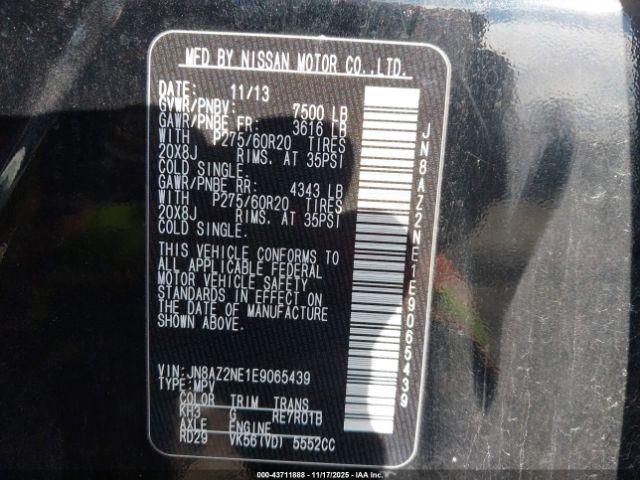 MFD BY NISSAN MOTOR CO.,LTD.
DATE: 11/13
GVWR/PNBV: 7500 LB
GAWR/PNBE FR: 3616 LB
WITH P275/60R20 TIRES
20X8J RIMS. AT 35PSI
COLD SINGLE.
GAWR/PNBE RR: 4343 LB
WITH P275/60R20 TIRES
20X8J RIMS. AT 35PSI
COLD SINGLE.
THIS VEHICLE CONFORMS TO
ALL APPLICABLE FEDERAL
MOTOR VEHICLE SAFETY
STANDARDS IN EFFECT ON
THE DATE OF MANUFACTURE
SHOWN ABOVE.
VIN: JN8AZ2NE1E9065439
TYPE: MPV
COLOR TRIM TRANS
KH3 G RE7R01B
AXLE ENGINE
RD29 VK56(VD) 5552CC
JN8AZ2NE1E9065439
000-43711888 - 11/17/2025 - IAAI.COM